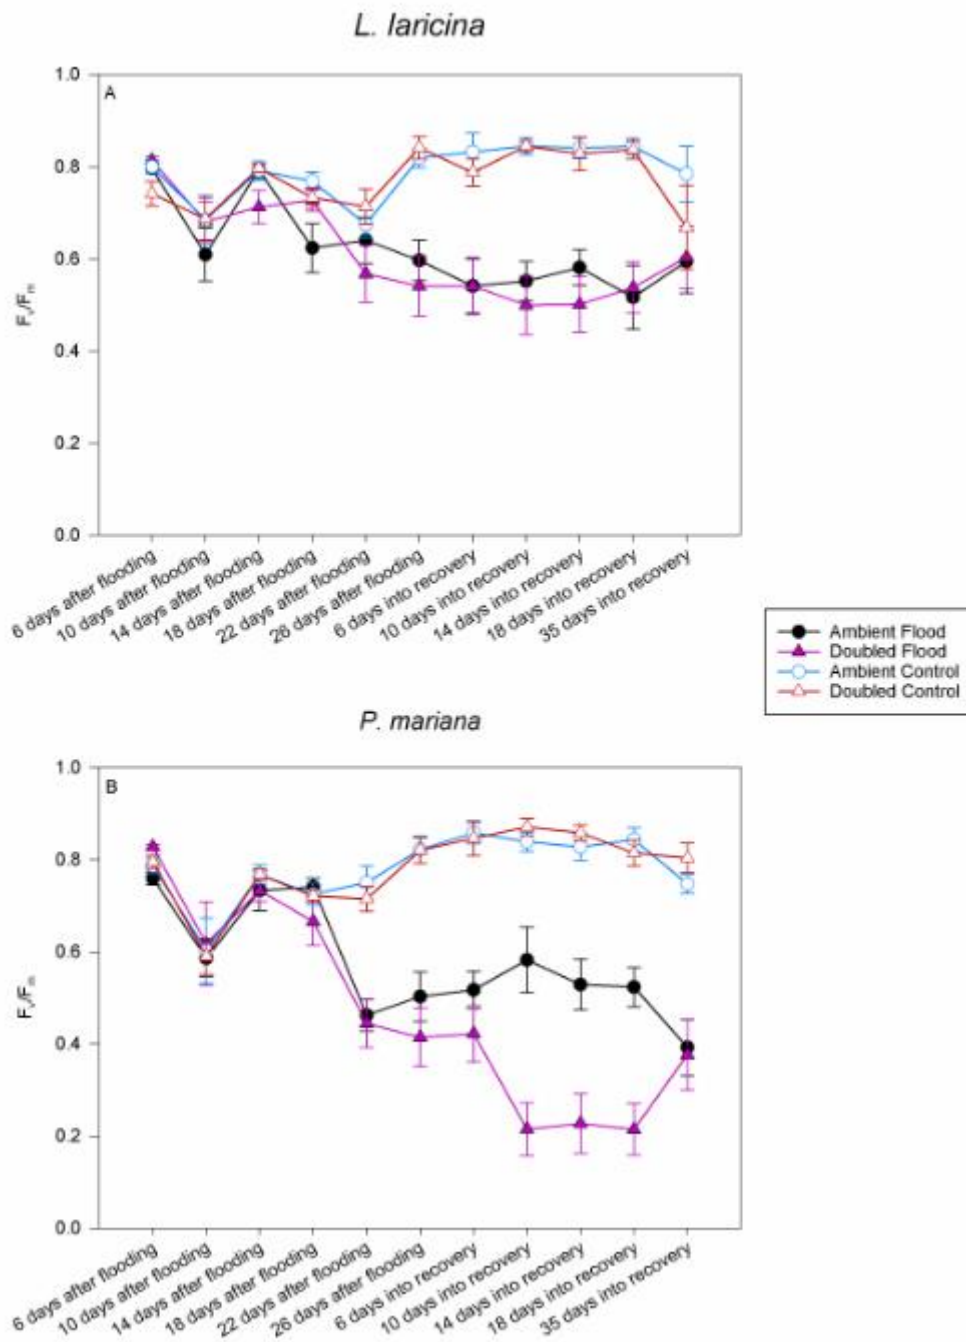 L. laricina
A
1.0
0.8
0.6
0.4
0.2
0.0
Fv/Fm
6 days after flooding
10 days after flooding
14 days after flooding
18 days after flooding
22 days after flooding
26 days after flooding
6 days into recovery
10 days into recovery
14 days into recovery
18 days into recovery
35 days into recovery
Ambient Flood
Doubled Flood
Ambient Control
Doubled Control
P. mariana
B
1.0
0.8
0.6
0.4
0.2
0.0
Fv/Fm
6 days after flooding
10 days after flooding
14 days after flooding
18 days after flooding
22 days after flooding
26 days after flooding
6 days into recovery
10 days into recovery
14 days into recovery
18 days into recovery
35 days into recovery